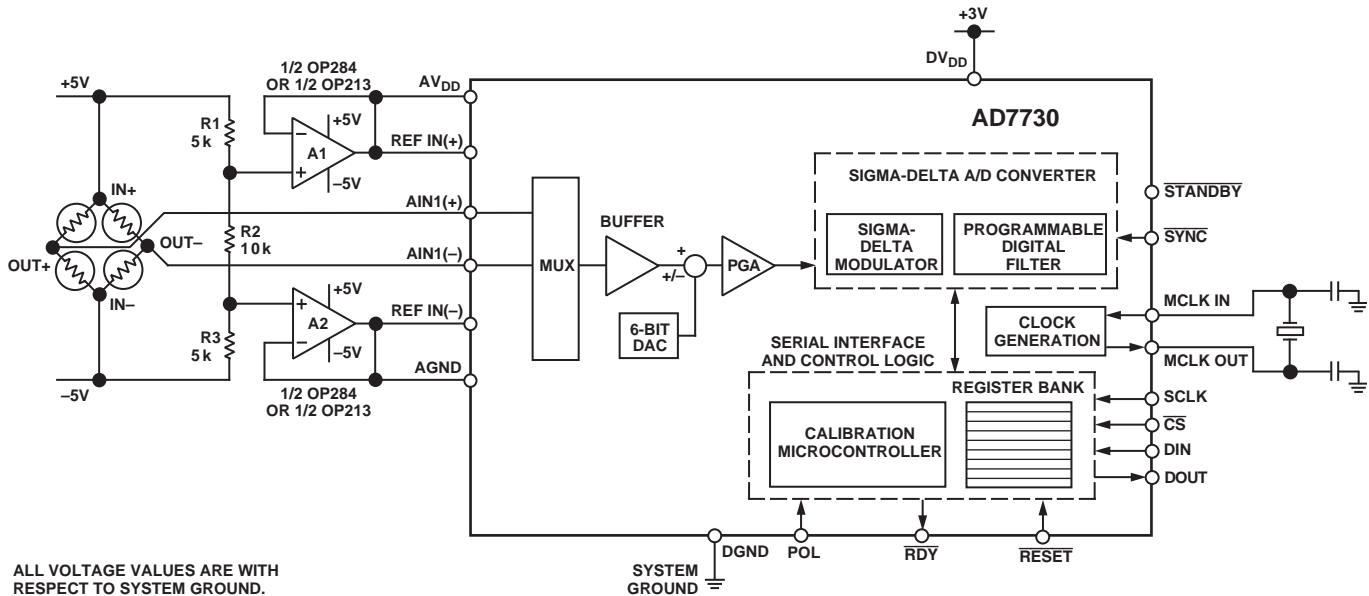 +3V
DVDD
1/2 OP284
OR 1/2 OP213
+5V
AVDD
AD7730
R1
5k
+5V
−
A1
+
REF IN(+)
−5V
SIGMA-DELTA A/D CONVERTER
STANDBY
IN+
AIN1(+)
BUFFER
SIGMA-
DELTA
MODULATOR
PROGRAMMABLE
DIGITAL
FILTER
SYNC
R2
10k
OUT−
OUT+
AIN1(−)
MUX
+
+/−
PGA
IN−
+5V
+
A2
−
REF IN(−)
−5V
6-BIT
DAC
MCLK IN
CLOCK
GENERATION
MCLK OUT
R3
5k
SERIAL INTERFACE
AND CONTROL LOGIC
AGND
−5V
1/2 OP284
OR 1/2 OP213
REGISTER BANK
SCLK
CS
CALIBRATION
MICROCONTROLLER
DIN
DOUT
DGND
POL
RDY
RESET
SYSTEM
GROUND
ALL VOLTAGE VALUES ARE WITH
RESPECT TO SYSTEM GROUND.